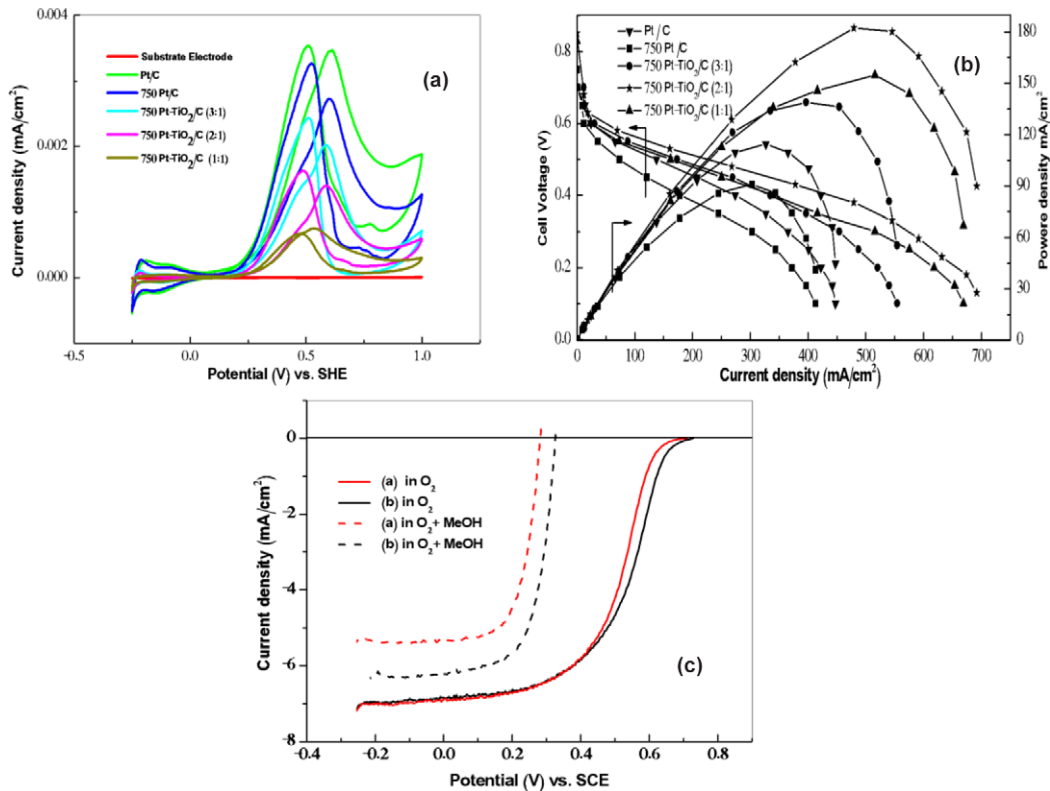 (a)
Substrate Electrode
Pt/C
750 Pt/C
750 Pt-TiO2/C (3:1)
750 Pt-TiO2/C (2:1)
750 Pt-TiO2/C (1:1)
Current density (mA/cm²)
0.004
0.002
0.000
-0.5 0.0 0.5 1.0
Potential (V) vs. SHE
(b)
Pt / C
750 Pt /C
750 Pt-TiO2/C (3:1)
750 Pt-TiO2/C (2:1)
750 Pt-TiO2/C (1:1)
Cell Voltage (V)
1.0
0.8
0.6
0.4
0.2
0.0
0 100 200 300 400 500 600 700
Current density (mA/cm²)
Powere density mA/cm²
180
150
120
90
60
30
0
(c)
(a) in O2
(b) in O2
(a) in O2+ MeOH
(b) in O2+ MeOH
Current density (mA/cm²)
0
-2
-4
-6
-8
-0.4 -0.2 0.0 0.2 0.4 0.6 0.8
Potential (V) vs. SCE